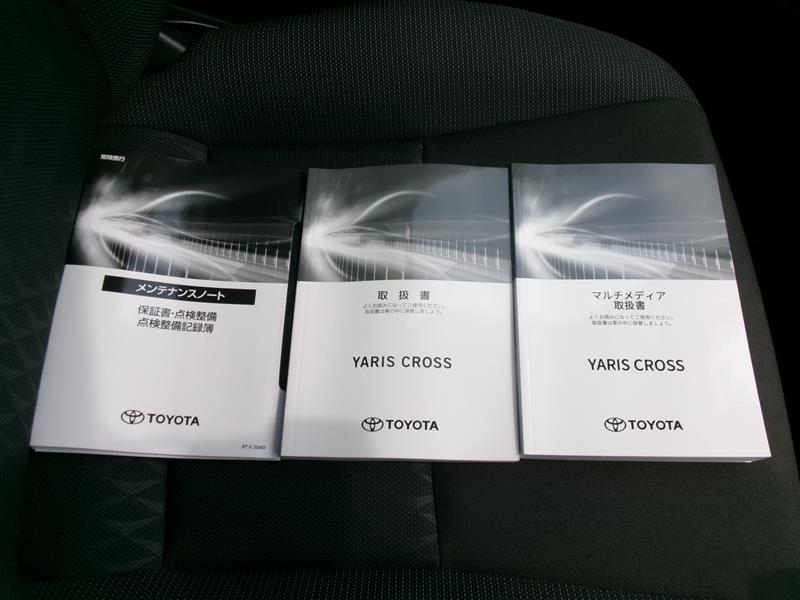 常時携行
メンテナンスノート
保証書・点検整備
点検整備記録簿
TOYOTA
取扱書
よくお読みになってご使用ください。
取扱書は車の中に保管しましょう。
YARIS CROSS
TOYOTA
マルチメディア
取扱書
よくお読みになってご使用ください。
取扱書は車の中に保管しましょう。
YARIS CROSS
TOYOTA